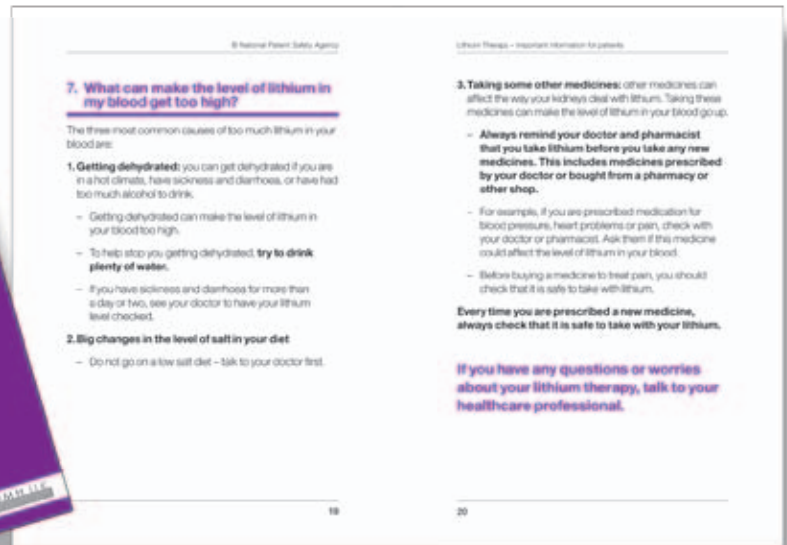 © National Patient Safety Agency
7. What can make the level of lithium in
my blood get too high?
The three most common causes of too much lithium in your
blood are:
1. Getting dehydrated: you can get dehydrated if you are
in a hot climate, have sickness and diarrhoea, or have had
too much alcohol to drink.
– Getting dehydrated can make the level of lithium in
your blood too high.
– To help stop you getting dehydrated, try to drink
plenty of water.
– If you have sickness and diarrhoea for more than
a day or two, see your doctor to have your lithium
level checked.
2. Big changes in the level of salt in your diet
– Do not go on a low salt diet – talk to your doctor first.
19
Lithium Therapy – Important information for patients
3. Taking some other medicines: other medicines can
affect the way your kidneys deal with lithium. Taking these
medicines can make the level of lithium in your blood go up.
– Always remind your doctor and pharmacist
that you take lithium before you take any new
medicines. This includes medicines prescribed
by your doctor or bought from a pharmacy or
other shop.
– For example, if you are prescribed medication for
blood pressure, heart problems or pain, check with
your doctor or pharmacist. Ask them if this medicine
could affect the level of lithium in your blood.
– Before buying a medicine to treat pain, you should
check that it is safe to take with lithium.
Every time you are prescribed a new medicine,
always check that it is safe to take with your lithium.
If you have any questions or worries
about your lithium therapy, talk to your
healthcare professional.
20